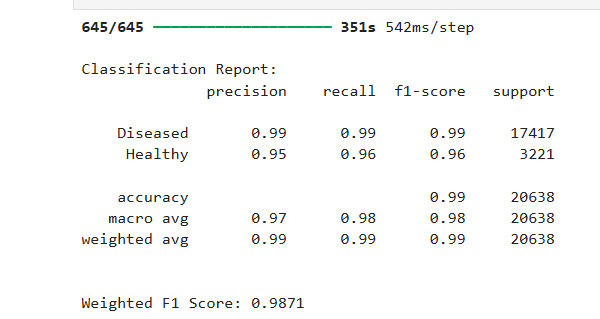 645/645 ━━━━━━━━━━━━━━━━━━━━ 351s 542ms/step
Classification Report:
precision recall f1-score support
Diseased 0.99 0.99 0.99 17417
Healthy 0.95 0.96 0.96 3221
accuracy 0.99 20638
macro avg 0.97 0.98 0.98 20638
weighted avg 0.99 0.99 0.99 20638
Weighted F1 Score: 0.9871